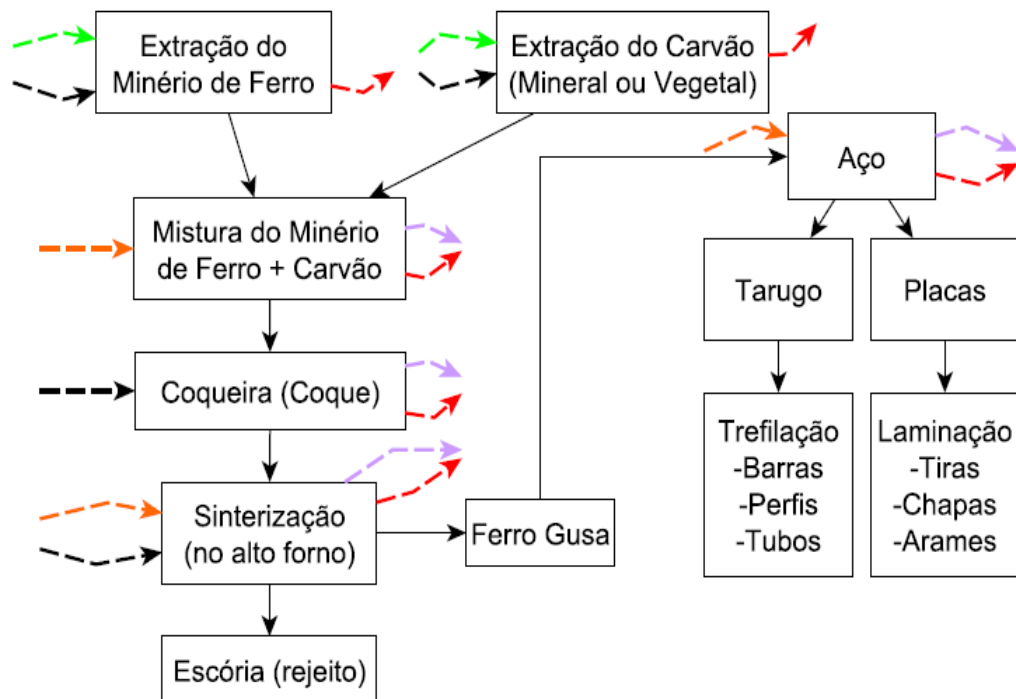 Extração do
Minério de Ferro
Extração do Carvão
(Mineral ou Vegetal)
Aço
Mistura do Minério
de Ferro + Carvão
Tarugo
Placas
Coqueira (Coque)
Trefilação
-Barras
-Perfis
-Tubos
Laminação
-Tiras
-Chapas
-Arames
Sinterização
(no alto forno)
Ferro Gusa
Escória (rejeito)